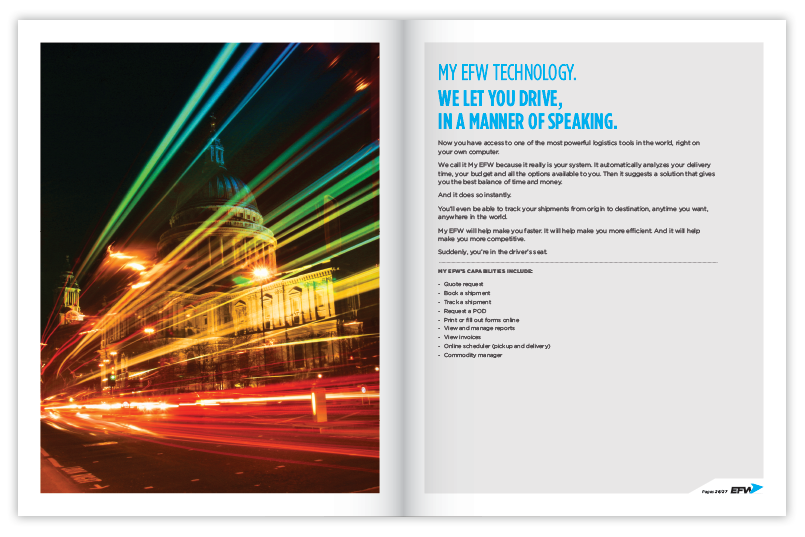 MY EFW TECHNOLOGY.
WE LET YOU DRIVE,
IN A MANNER OF SPEAKING.
Now you have access to one of the most powerful logistics tools in the world, right on
your own computer.
We call it My EFW because it really is your system. It automatically analyzes your delivery
time, your budget and all the options available to you. Then it suggests a solution that gives
you the best balance of time and money.
And it does so instantly.
You'll even be able to track your shipments from origin to destination, anytime you want,
anywhere in the world.
My EFW will help make you faster. It will help make you more efficient. And it will help
make you more competitive.
Suddenly, you're in the driver's seat.
MY EFW'S CAPABILITIES INCLUDE:
- Quote request
- Book a shipment
- Track a shipment
- Request a POD
- Print or fill out forms online
- View and manage reports
- View invoices
- Online scheduler (pickup and delivery)
- Commodity manager
Pages 26/27 EFW